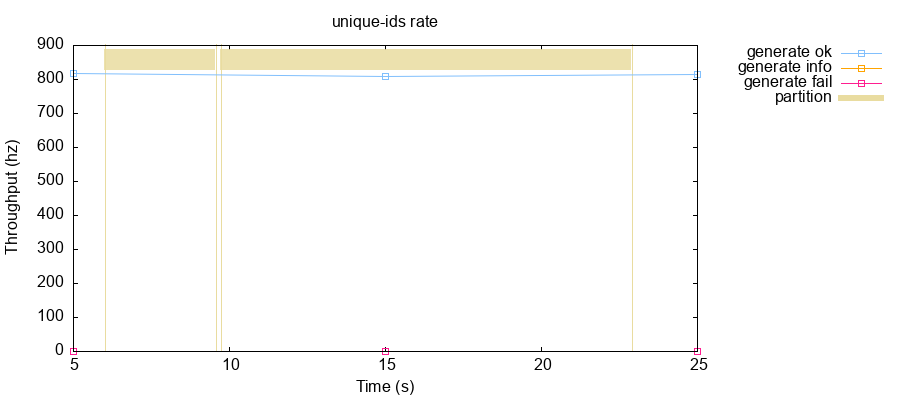 unique-ids rate
900
800
700
600
500
400
300
200
100
0
5
10
15
20
25
Throughput (hz)
Time (s)
generate ok
generate info
generate fail
partition